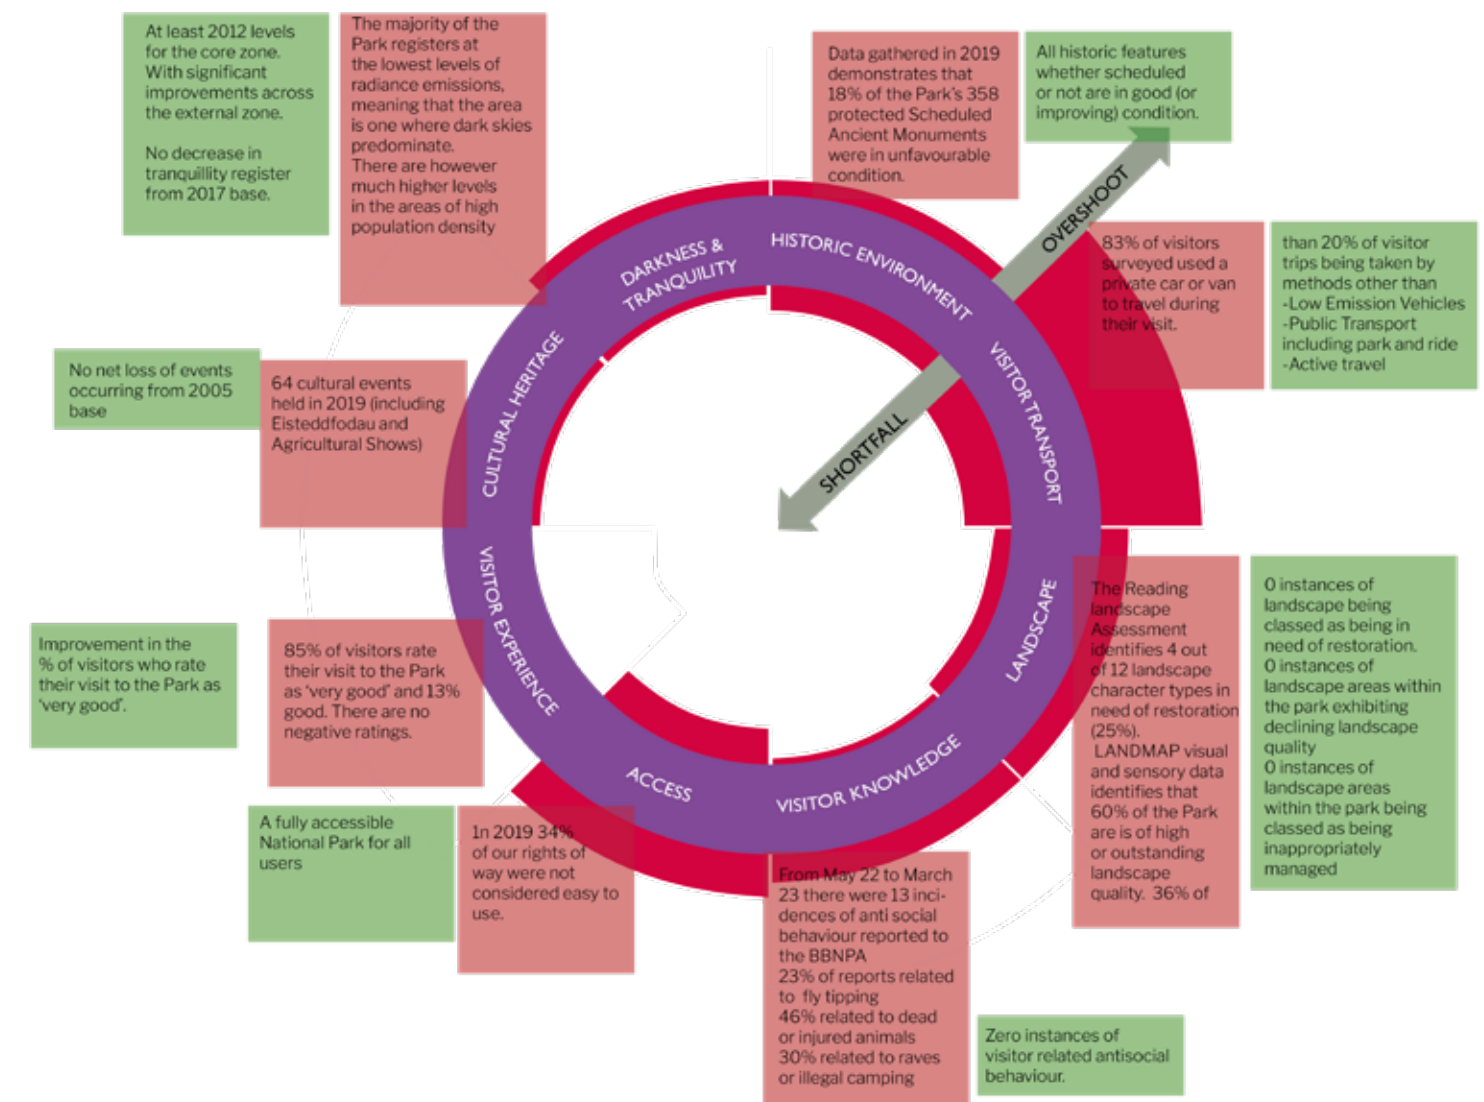 At least 2012 levels
for the core zone.
With significant
improvements across
the external zone.
No decrease in
tranquillity register
from 2017 base.
The majority of the
Park registers at
the lowest levels of
radiance emissions,
meaning that the area
is one where dark skies
predominate.
There are however
much higher levels
in the areas of high
population density
Data gathered in 2019
demonstrates that
18% of the Park's 358
protected Scheduled
Ancient Monuments
were in unfavourable
condition.
All historic features
whether scheduled
or not are in good (or
improving) condition.
OVERSHOOT
83% of visitors
surveyed used a
private car or van
to travel during
their visit.
than 20% of visitor
trips being taken by
methods other than
-Low Emission Vehicles
-Public Transport
including park and ride
-Active travel
DARKNESS &
TRANQUILITY
HISTORIC ENVIRONMENT
VISITOR TRANSPORT
CULTURAL HERITAGE
SHORTFALL
No net loss of events
occurring from 2005
base
64 cultural events
held in 2019 (including
Eisteddfodau and
Agricultural Shows)
VISITOR EXPERIENCE
LANDSCAPE
ACCESS
VISITOR KNOWLEDGE
Improvement in the
% of visitors who rate
their visit to the Park as
'very good'.
85% of visitors rate
their visit to the Park
as 'very good' and 13%
good. There are no
negative ratings.
The Reading
landscape
Assessment
identifies 4 out
of 12 landscape
character types in
need of restoration
(25%).
LANDMAP visual
and sensory data
identifies that
60% of the Park
are is of high
or outstanding
landscape
quality. 36% of
0 instances of
landscape being
classed as being in
need of restoration.
0 instances of
landscape areas within
the park exhibiting
declining landscape
quality
0 instances of
landscape areas
within the park being
classed as being
inappropriately
managed
A fully accessible
National Park for all
users
1n 2019 34%
of our rights of
way were not
considered easy to
use.
From May 22 to March
23 there were 13 inci-
dences of anti social
behaviour reported to
the BBNPA
23% of reports related
to fly tipping
46% related to dead
or injured animals
30% related to raves
or illegal camping
Zero instances of
visitor related antisocial
behaviour.